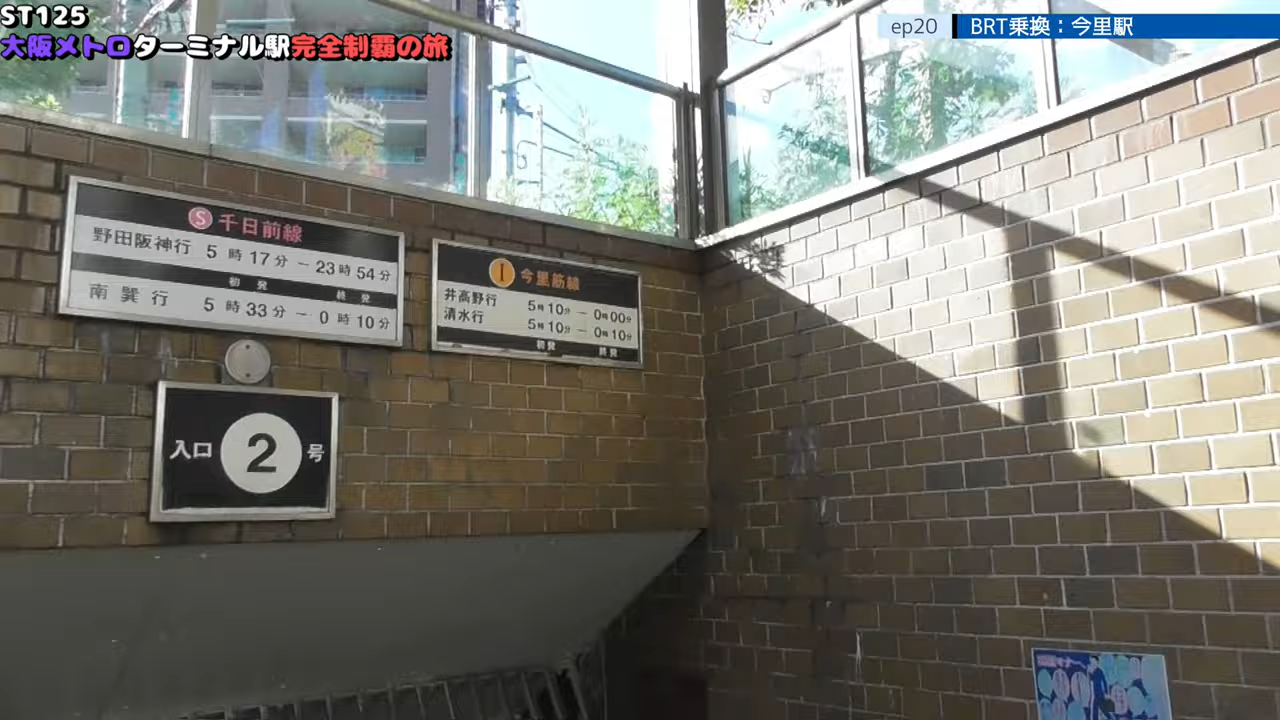 ST125
大阪メトロターミナル駅完全制覇の旅
ep20 BRT乗換：今里駅
S 千日前線
野田阪神行 5時17分 － 23時54分
初発 終発
南巽行 5時33分 － 0時10分
I 今里筋線
井高野行 5時10分 － 0時00分
清水行 5時10分 － 0時10分
初発 終発
入口 2 号